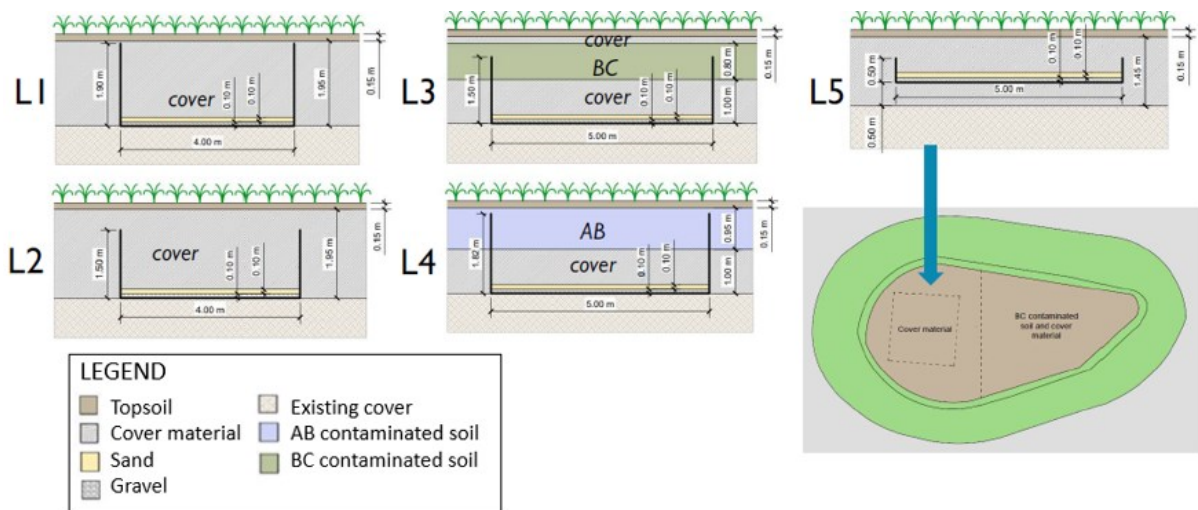 L1
1.90 m
cover
0.10 m
0.10 m
4.00 m
1.95 m
0.15 m
L2
1.50 m
cover
0.10 m
0.10 m
4.00 m
1.95 m
0.15 m
L3
cover
BC
cover
1.50 m
0.10 m
0.10 m
5.00 m
0.80 m
1.00 m
0.15 m
L4
AB
cover
1.82 m
0.10 m
0.10 m
5.00 m
0.95 m
1.00 m
0.15 m
L5
0.50 m
0.50 m
0.10 m
0.10 m
5.00 m
1.45 m
0.15 m
Cover material
BC contaminated
soil and cover
material
LEGEND
Topsoil
Cover material
Sand
Gravel
Existing cover
AB contaminated soil
BC contaminated soil